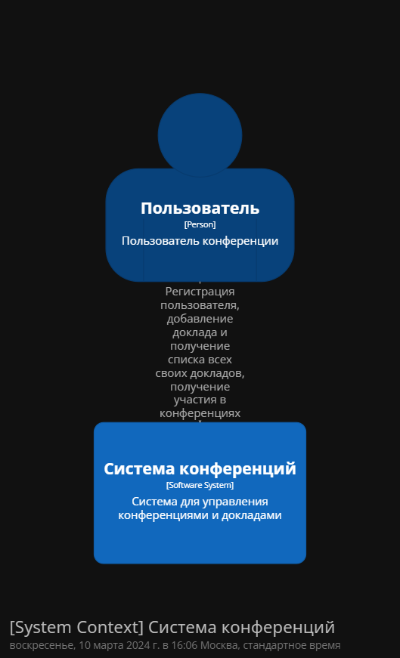 Пользователь
[Person]
Пользователь конференции
Регистрация
пользователя,
добавление
доклада и
получение
списка всех
своих докладов,
получение
участия в
конференциях
Система конференций
[Software System]
Система для управления
конференциями и докладами
[System Context] Система конференций
воскресенье, 10 марта 2024 г. в 16:06 Москва, стандартное время